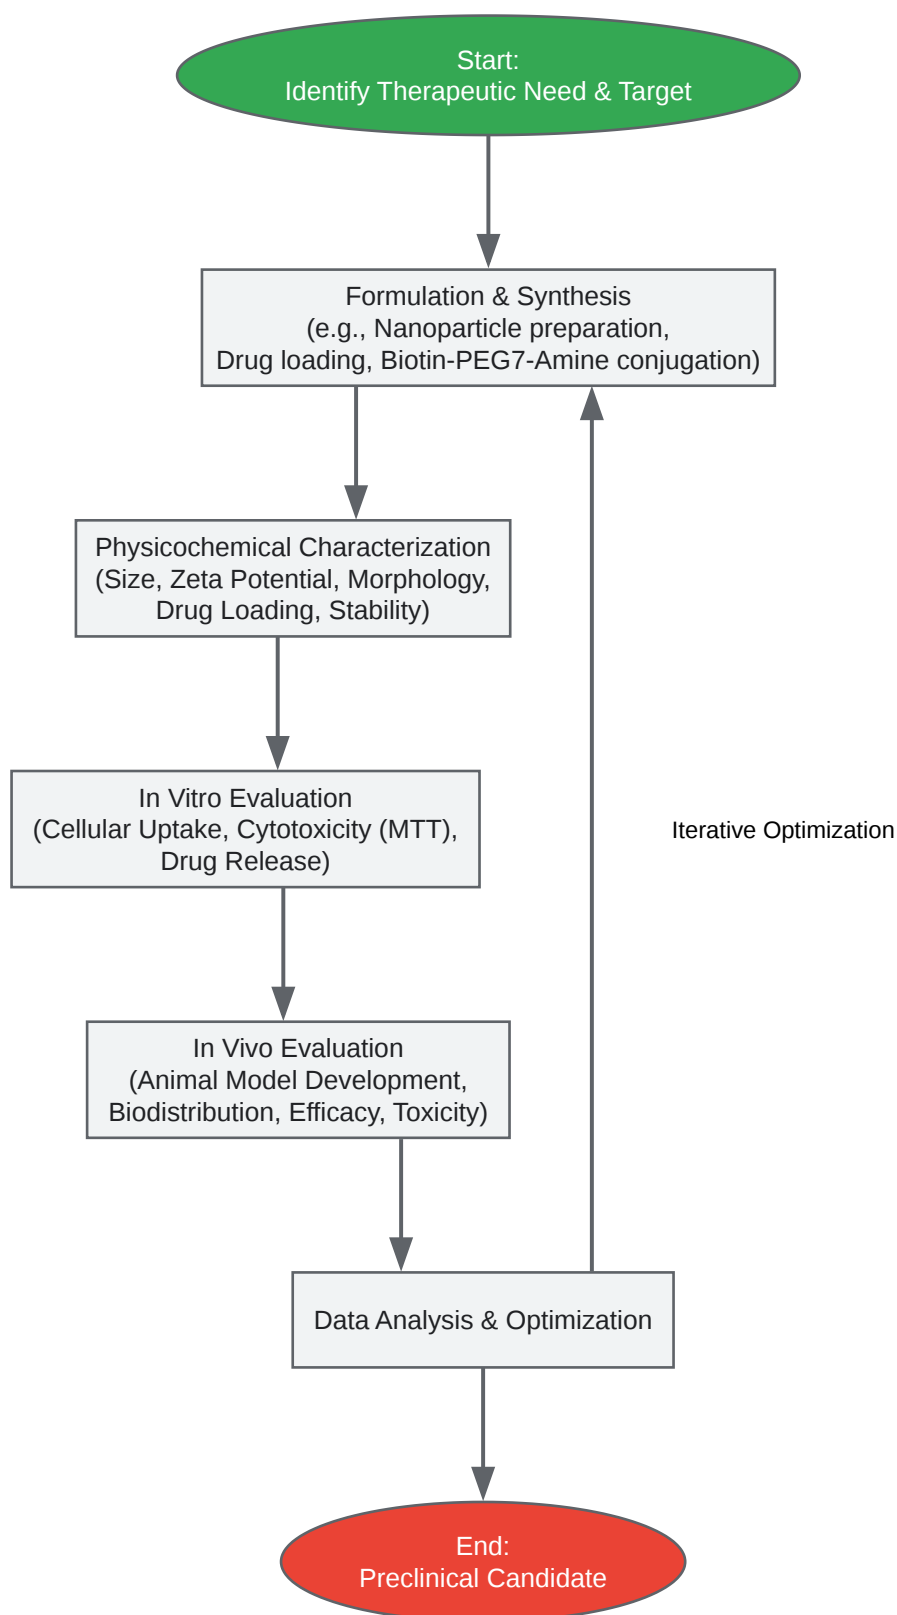 Start:
Identify Therapeutic Need & Target
Formulation & Synthesis
(e.g., Nanoparticle preparation,
Drug loading, Biotin-PEG7-Amine conjugation)
Physicochemical Characterization
(Size, Zeta Potential, Morphology,
Drug Loading, Stability)
In Vitro Evaluation
(Cellular Uptake, Cytotoxicity (MTT),
Drug Release)
Iterative Optimization
In Vivo Evaluation
(Animal Model Development,
Biodistribution, Efficacy, Toxicity)
Data Analysis & Optimization
End:
Preclinical Candidate